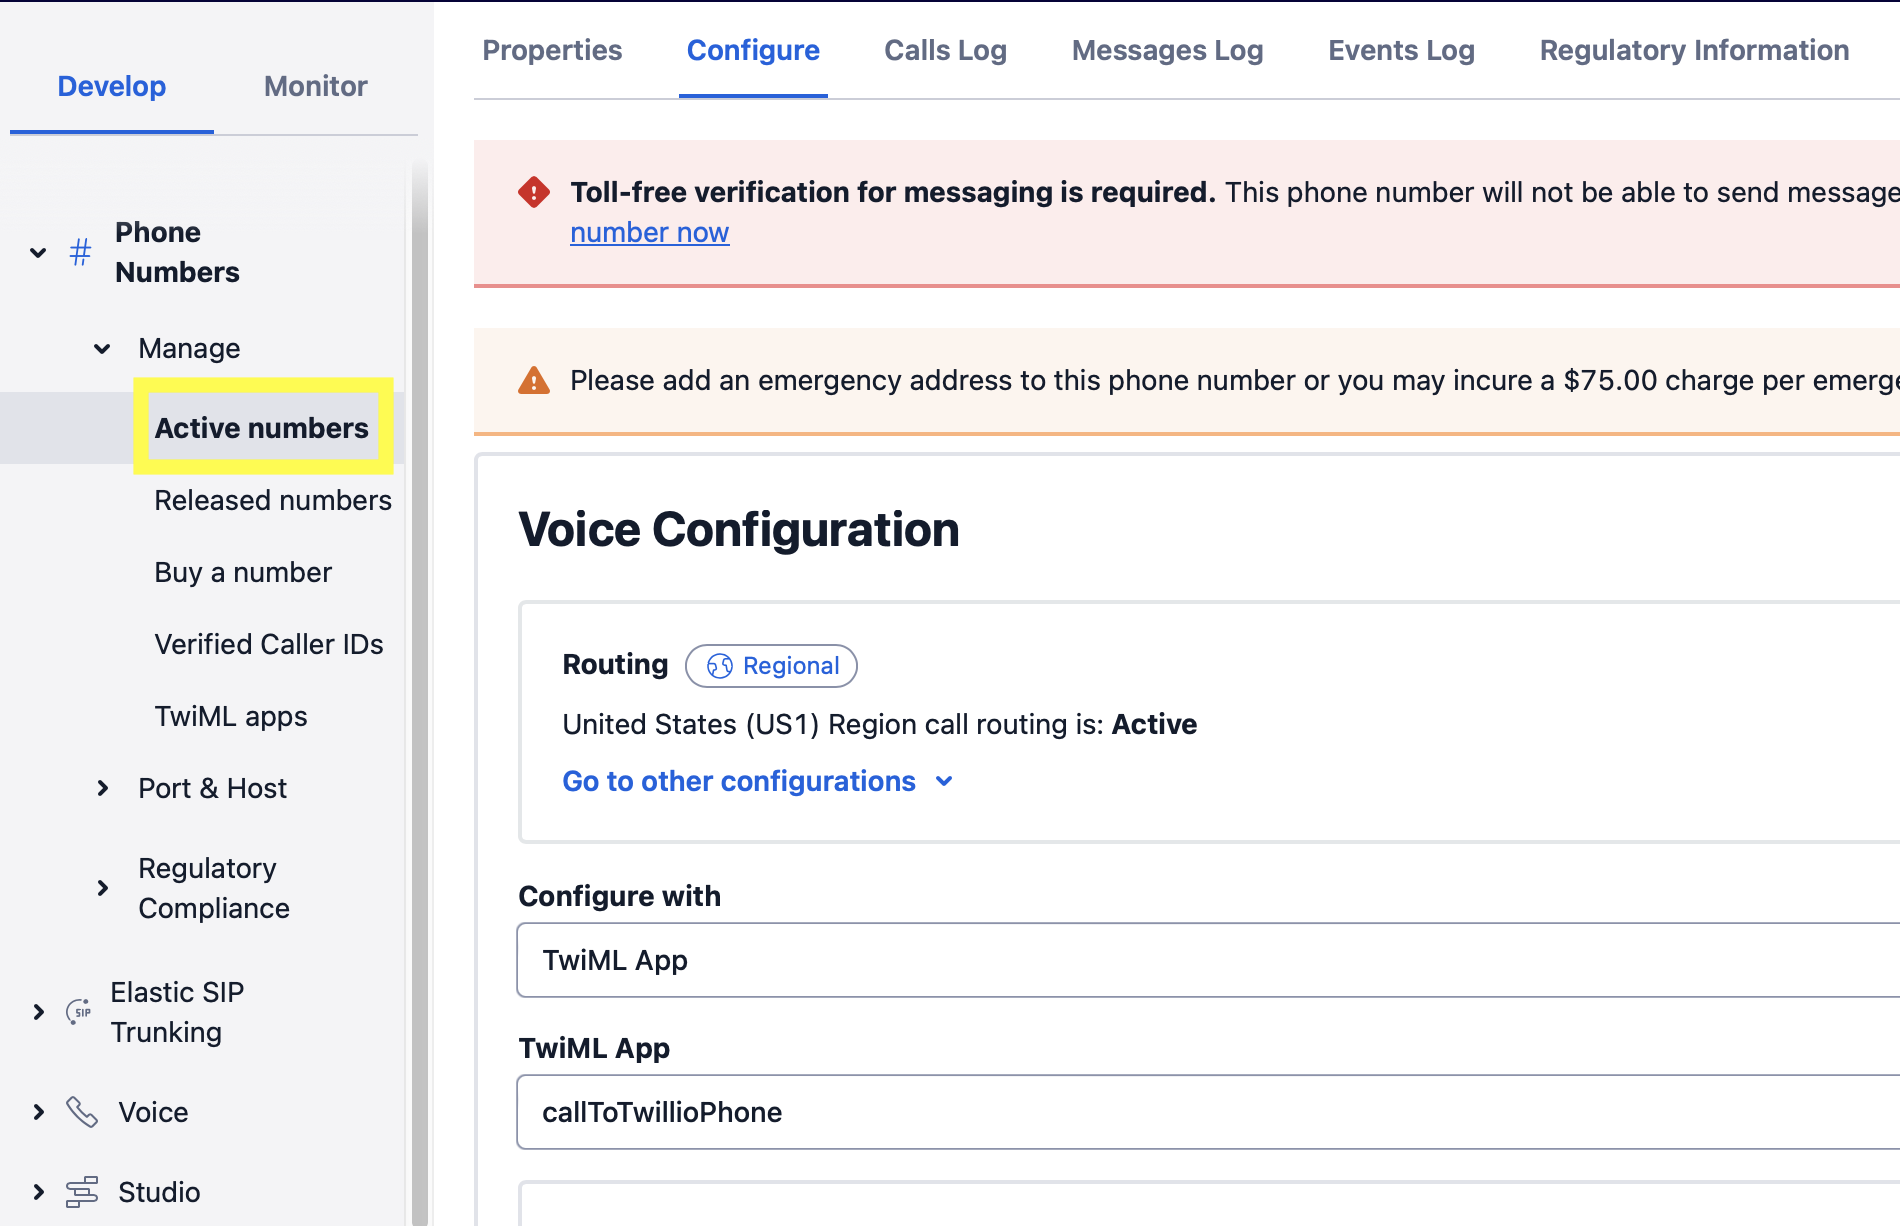 Develop
Monitor
Phone
Numbers
Manage
Active numbers
Released numbers
Buy a number
Verified Caller IDs
TwiML apps
Port & Host
Regulatory
Compliance
SIP
Elastic SIP
Trunking
Voice
Studio
Properties
Configure
Calls Log
Messages Log
Events Log
Regulatory Information
Toll-free verification for messaging is required. This phone number will not be able to send message
number now
Please add an emergency address to this phone number or you may incure a $75.00 charge per emerge
Voice Configuration
Routing
Regional
United States (US1) Region call routing is: Active
Go to other configurations
Configure with
TwiML App
TwiML App
callToTwillioPhone